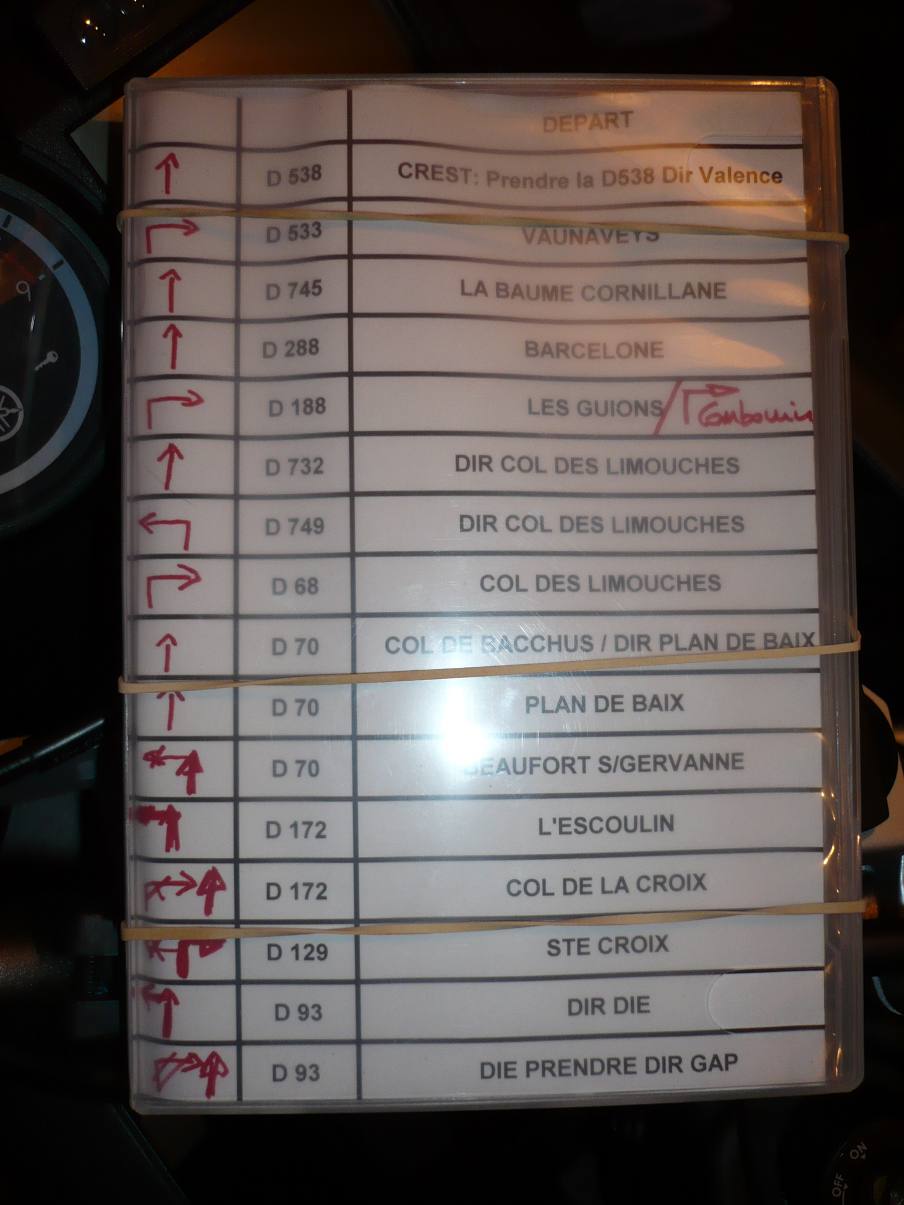 DEPART
D 538 CREST: Prendre la D538 Dir Valence
D 533 VAUNAVEYS
D 745 LA BAUME CORNILLANE
D 288 BARCELONE
D 188 LES GUIONS /
D 732 DIR COL DES LIMOUCHES
D 749 DIR COL DES LIMOUCHES
D 68 COL DES LIMOUCHES
D 70 COL DE BACCHUS / DIR PLAN DE BAIX
D 70 PLAN DE BAIX
D 70 BEAUFORT S/GERVANNE
D 172 L'ESCOULIN
D 172 COL DE LA CROIX
D 129 STE CROIX
D 93 DIR DIE
D 93 DIE PRENDRE DIR GAP
OFF ON